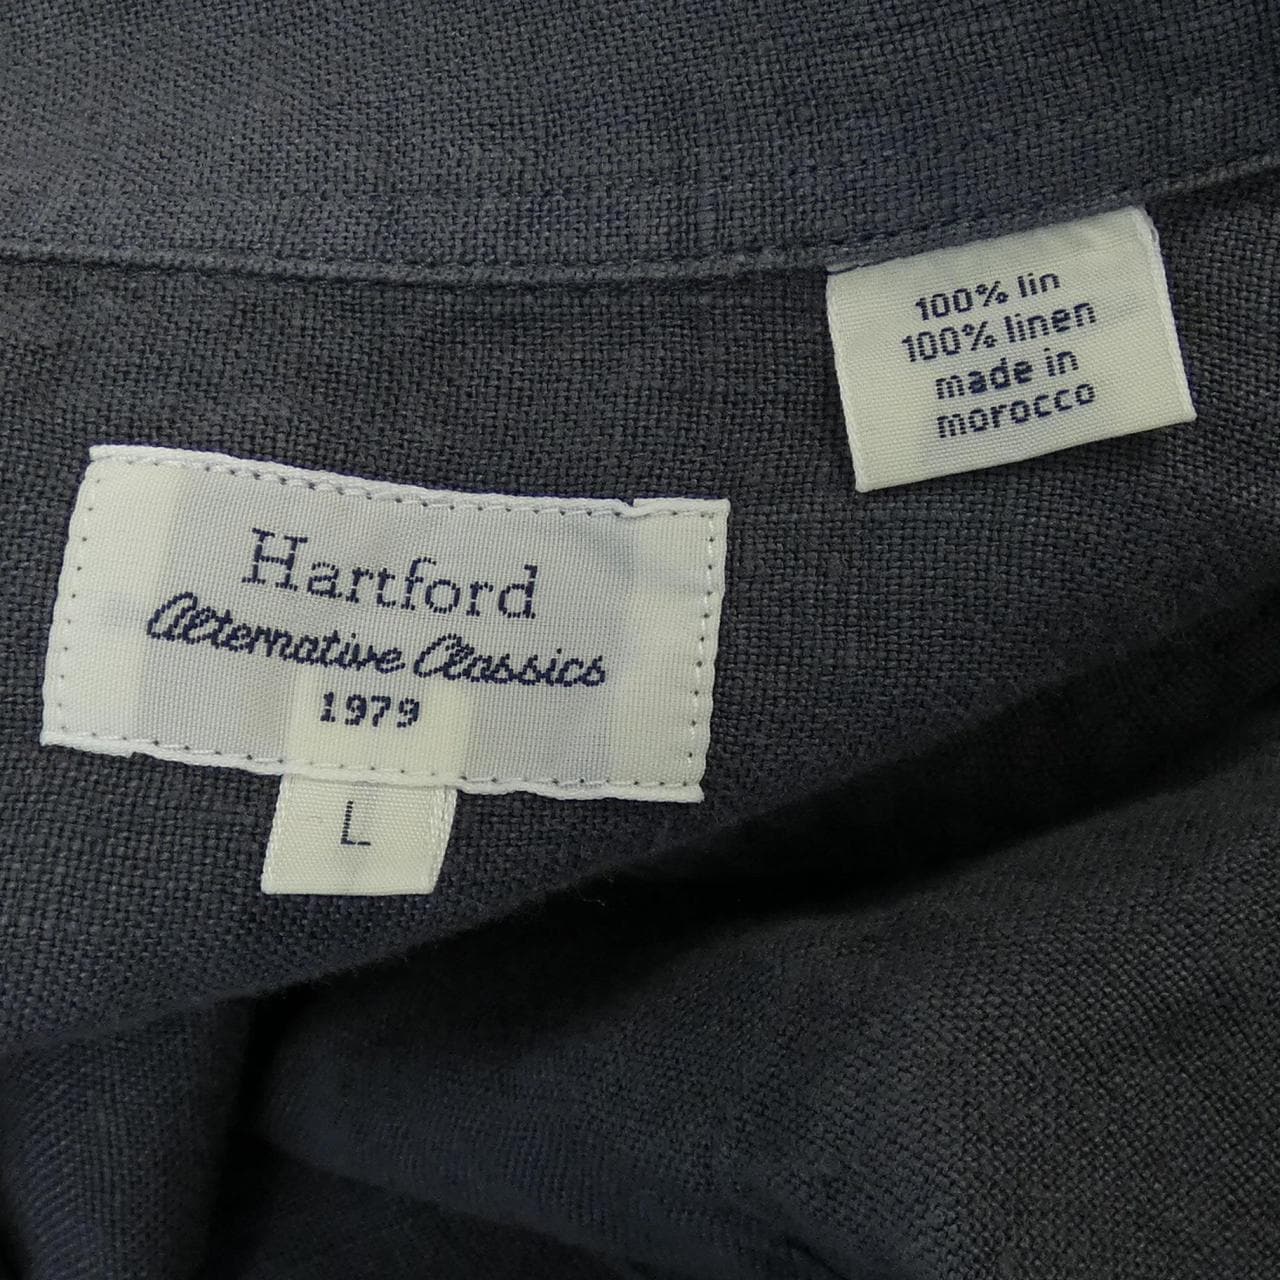 100% lin
100% linen
made in
morocco
Hartford
Alternative Classics
1979
L